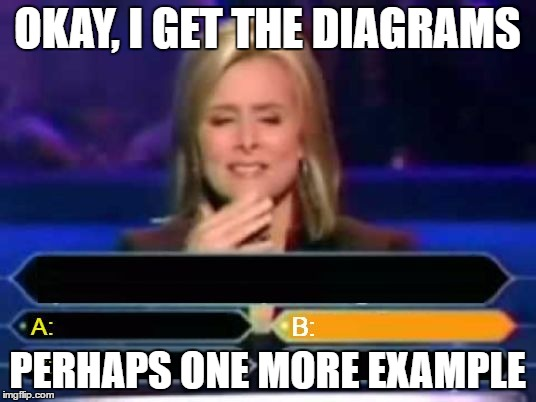 OKAY, I GET THE DIAGRAMS
A:
B:
PERHAPS ONE MORE EXAMPLE
imgflip.com